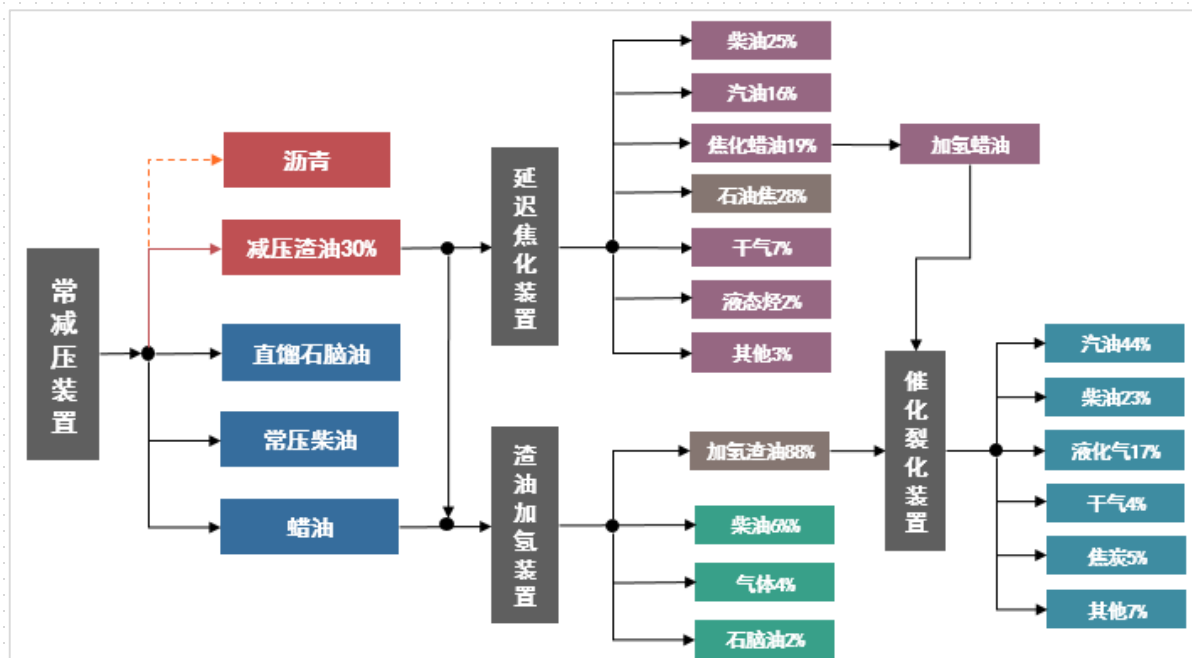 常减压装置
沥青
减压渣油30%
直馏石脑油
常压柴油
蜡油
延迟焦化装置
渣油加氢装置
柴油25%
汽油16%
焦化蜡油19%
石油焦28%
干气7%
液态烃2%
其他3%
加氢渣油88%
柴油6%%
气体4%
石脑油2%
加氢蜡油
催化裂化装置
汽油44%
柴油23%
液化气17%
干气4%
焦炭5%
其他7%